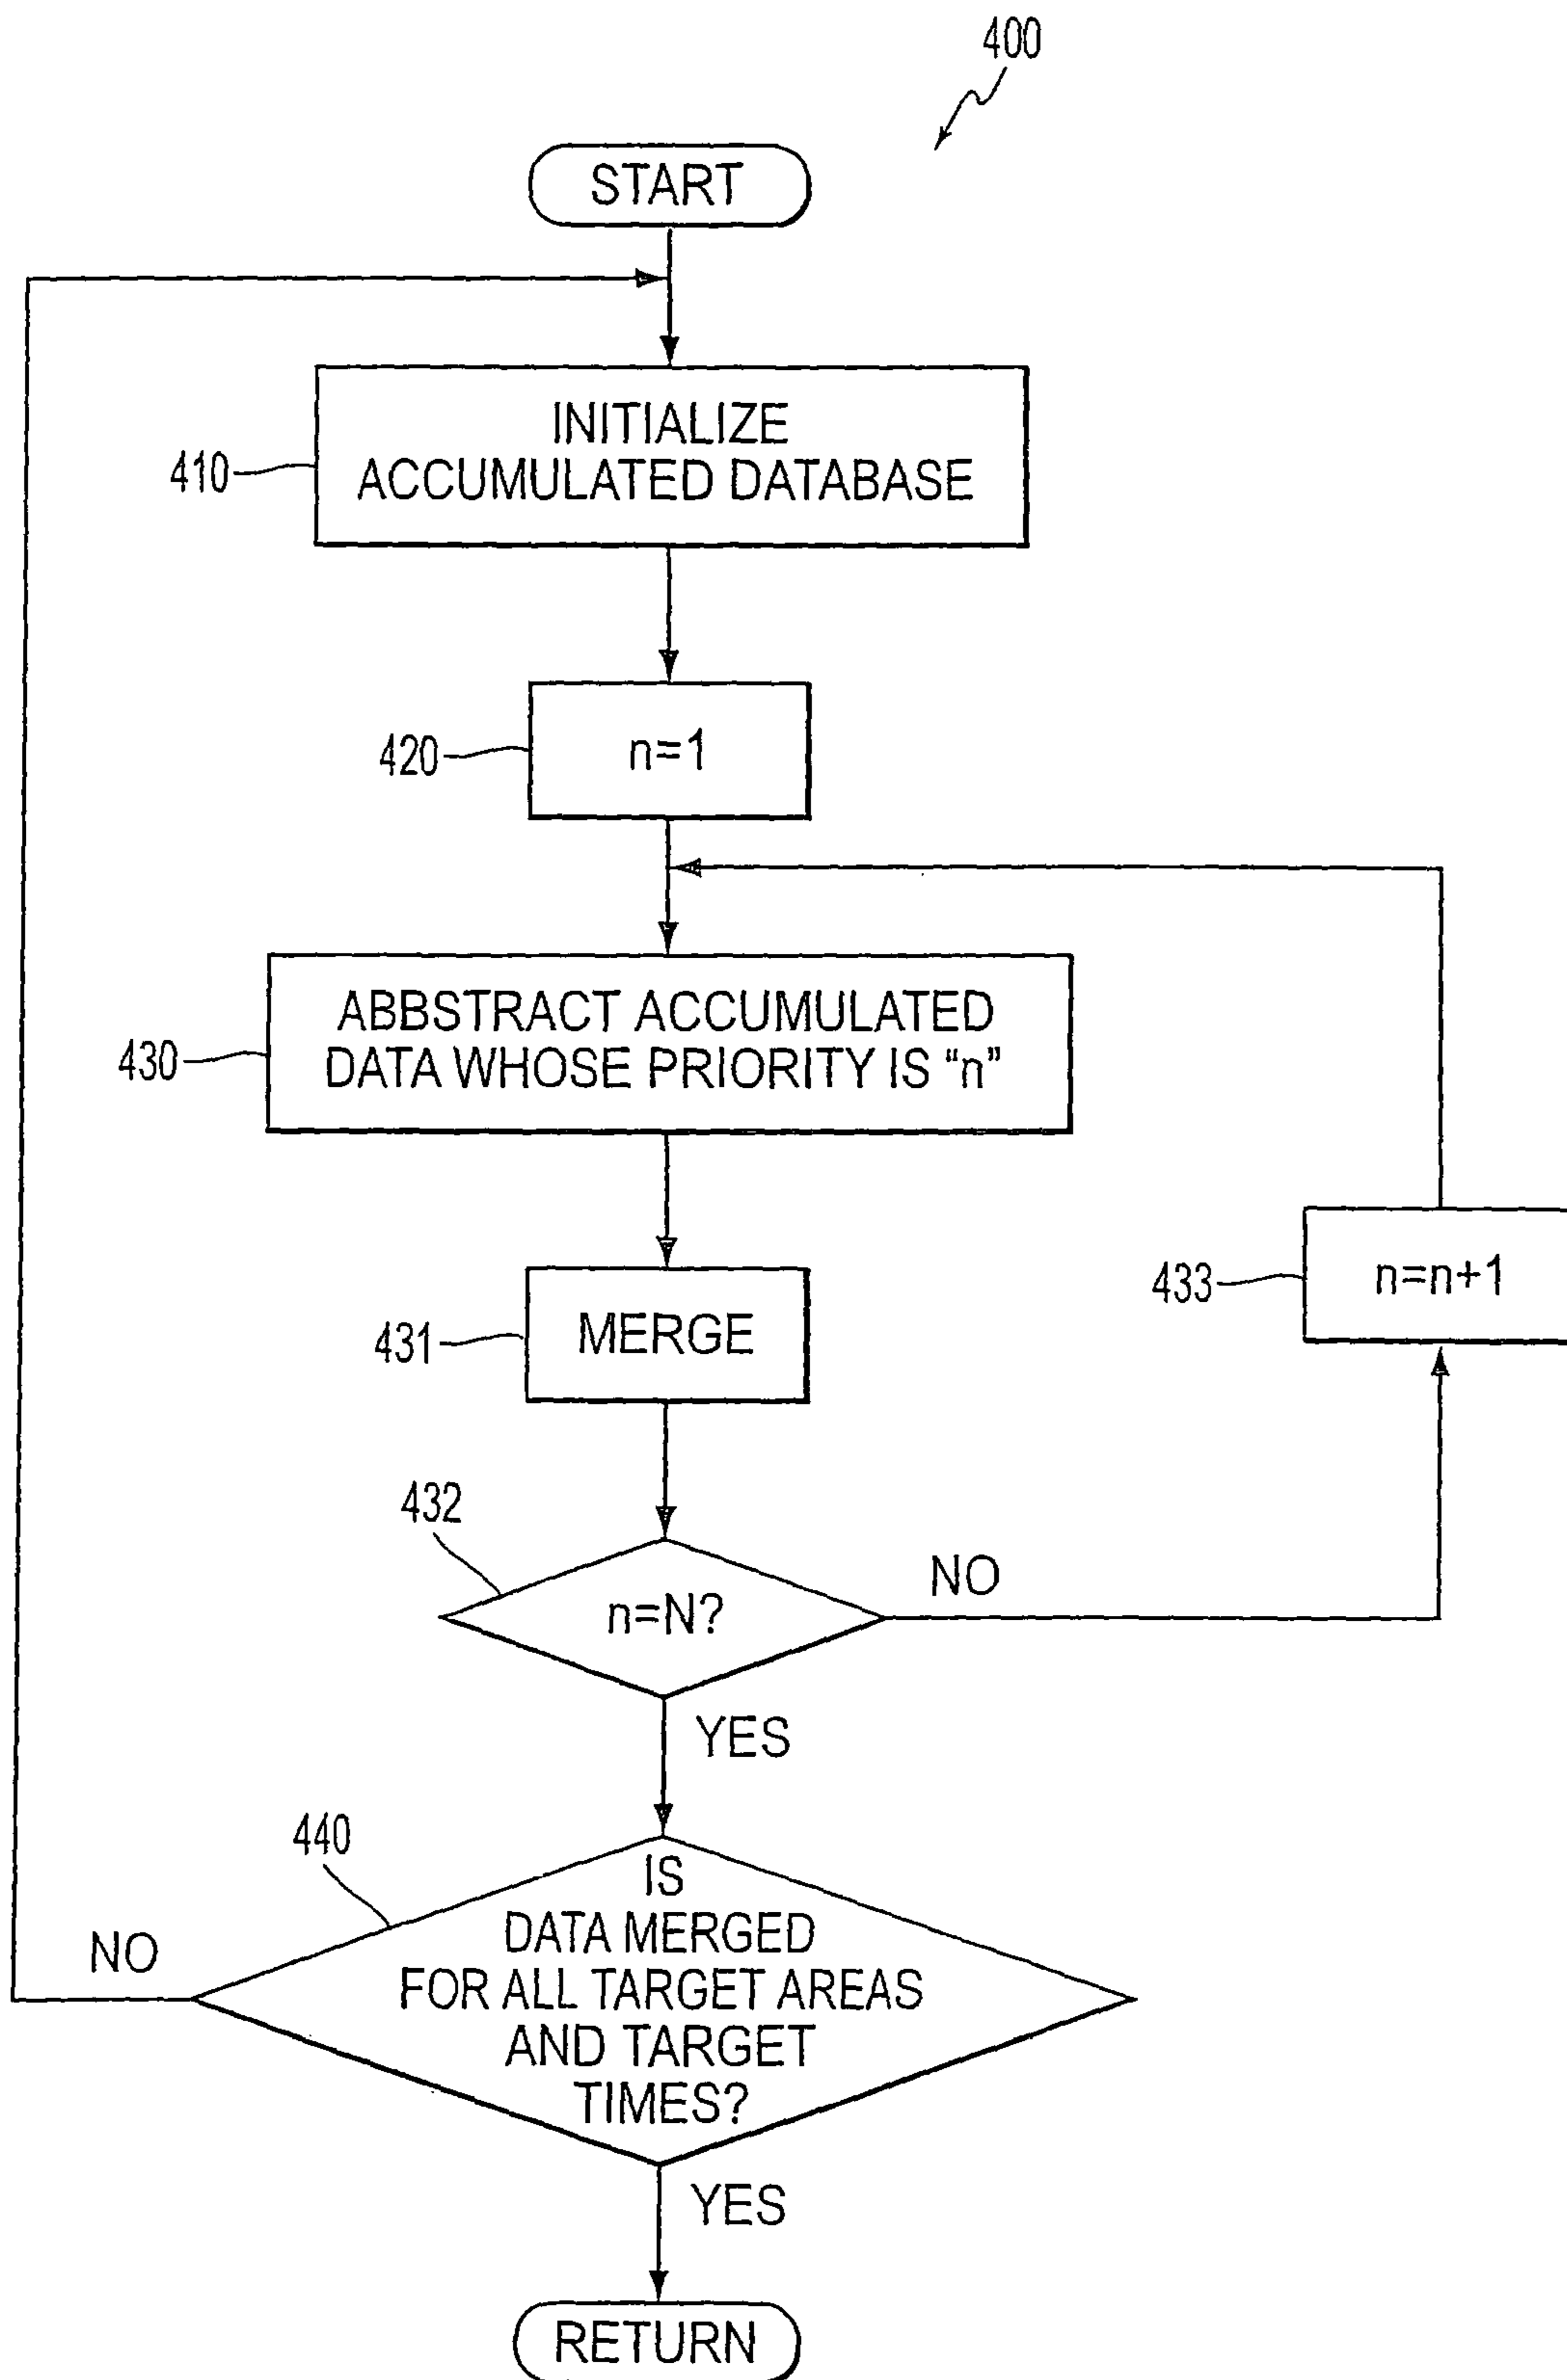 400
START
INITIALIZE
ACCUMULATED DATABASE
410
n=1
420
ABBSTRACT ACCUMULATED
DATA WHOSE PRIORITY IS “n”
430
MERGE
431
433
n=n+1
432
n=N?
NO
YES
440
IS
DATA MERGED
FOR ALL TARGET AREAS
AND TARGET
TIMES?
NO
YES
RETURN